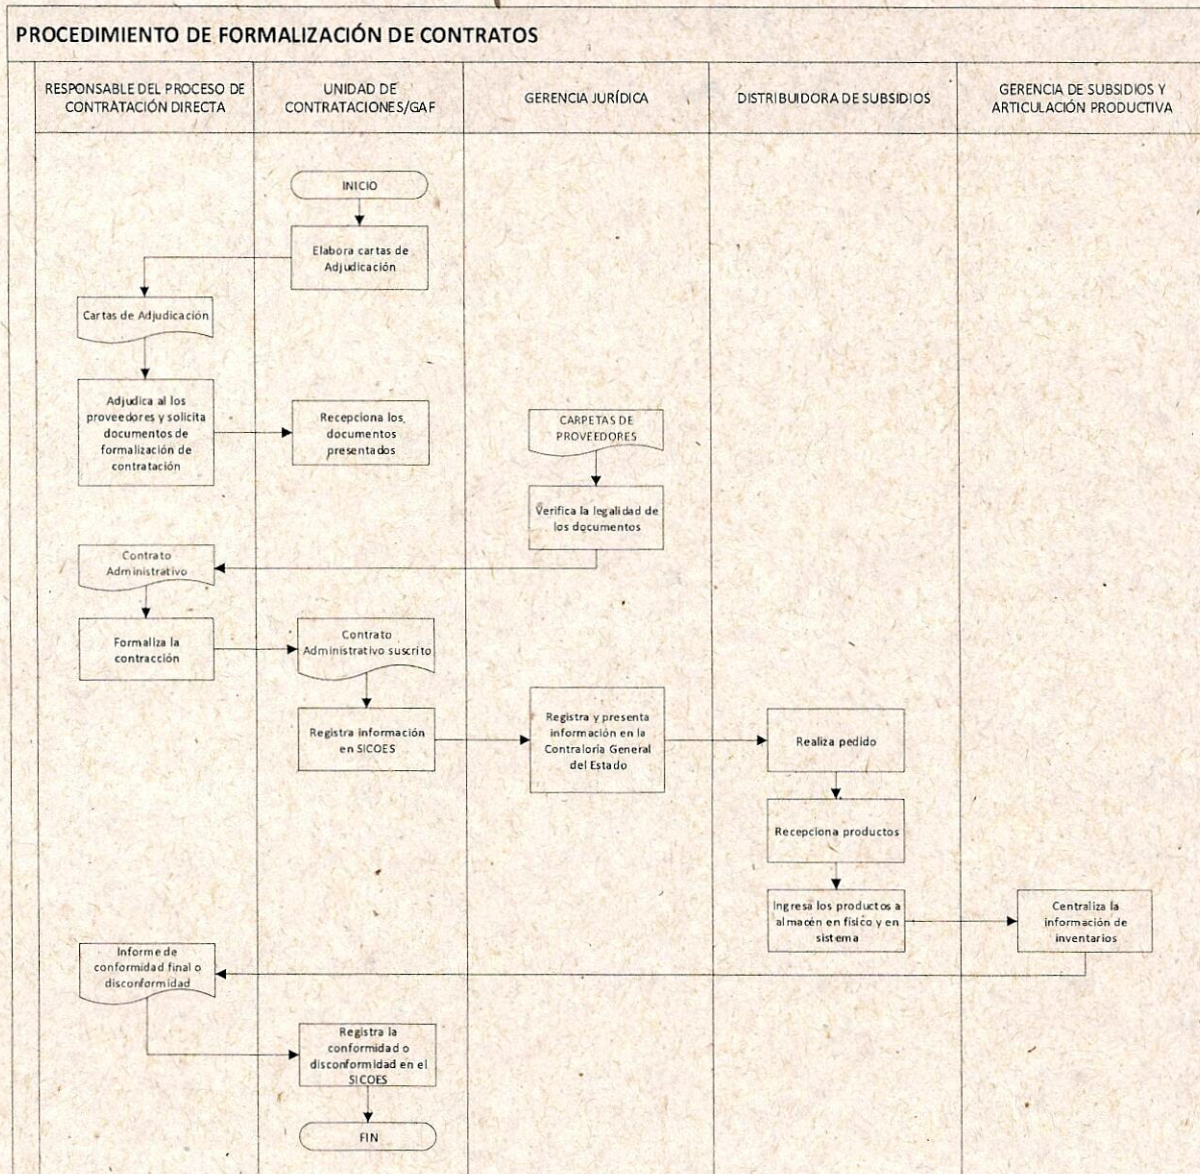 PROCEDIMIENTO DE FORMALIZACIÓN DE CONTRATOS
RESPONSABLE DEL PROCESO DE
CONTRATACIÓN DIRECTA
UNIDAD DE
CONTRATACIONES/GAF
GERENCIA JURÍDICA
DISTRIBUIDORA DE SUBSIDIOS
GERENCIA DE SUBSIDIOS Y
ARTICULACIÓN PRODUCTIVA
INICIO
Elabora cartas de
Adjudicación
Cartas de Adjudicación
Adjudica al los
proveedores y solicita
documentos de
formalización de
contratación
Recepciona los
documentos
presentados
CARPETAS DE
PROVEEDORES
Verifica la legalidad de
los documentos
Contrato
Administrativo
Formaliza la
contracción
Contrato
Administrativo suscrito
Registra información
en SICOES
Registra y presenta
información en la
Contraloría General
del Estado
Realiza pedido
Recepciona productos
Ingresa los productos a
almacén en físico y en
sistema
Centraliza la
información de
inventarios
Informe de
conformidad final o
disconformidad
Registra la
conformidad o
disconformidad en el
SICOES
FIN